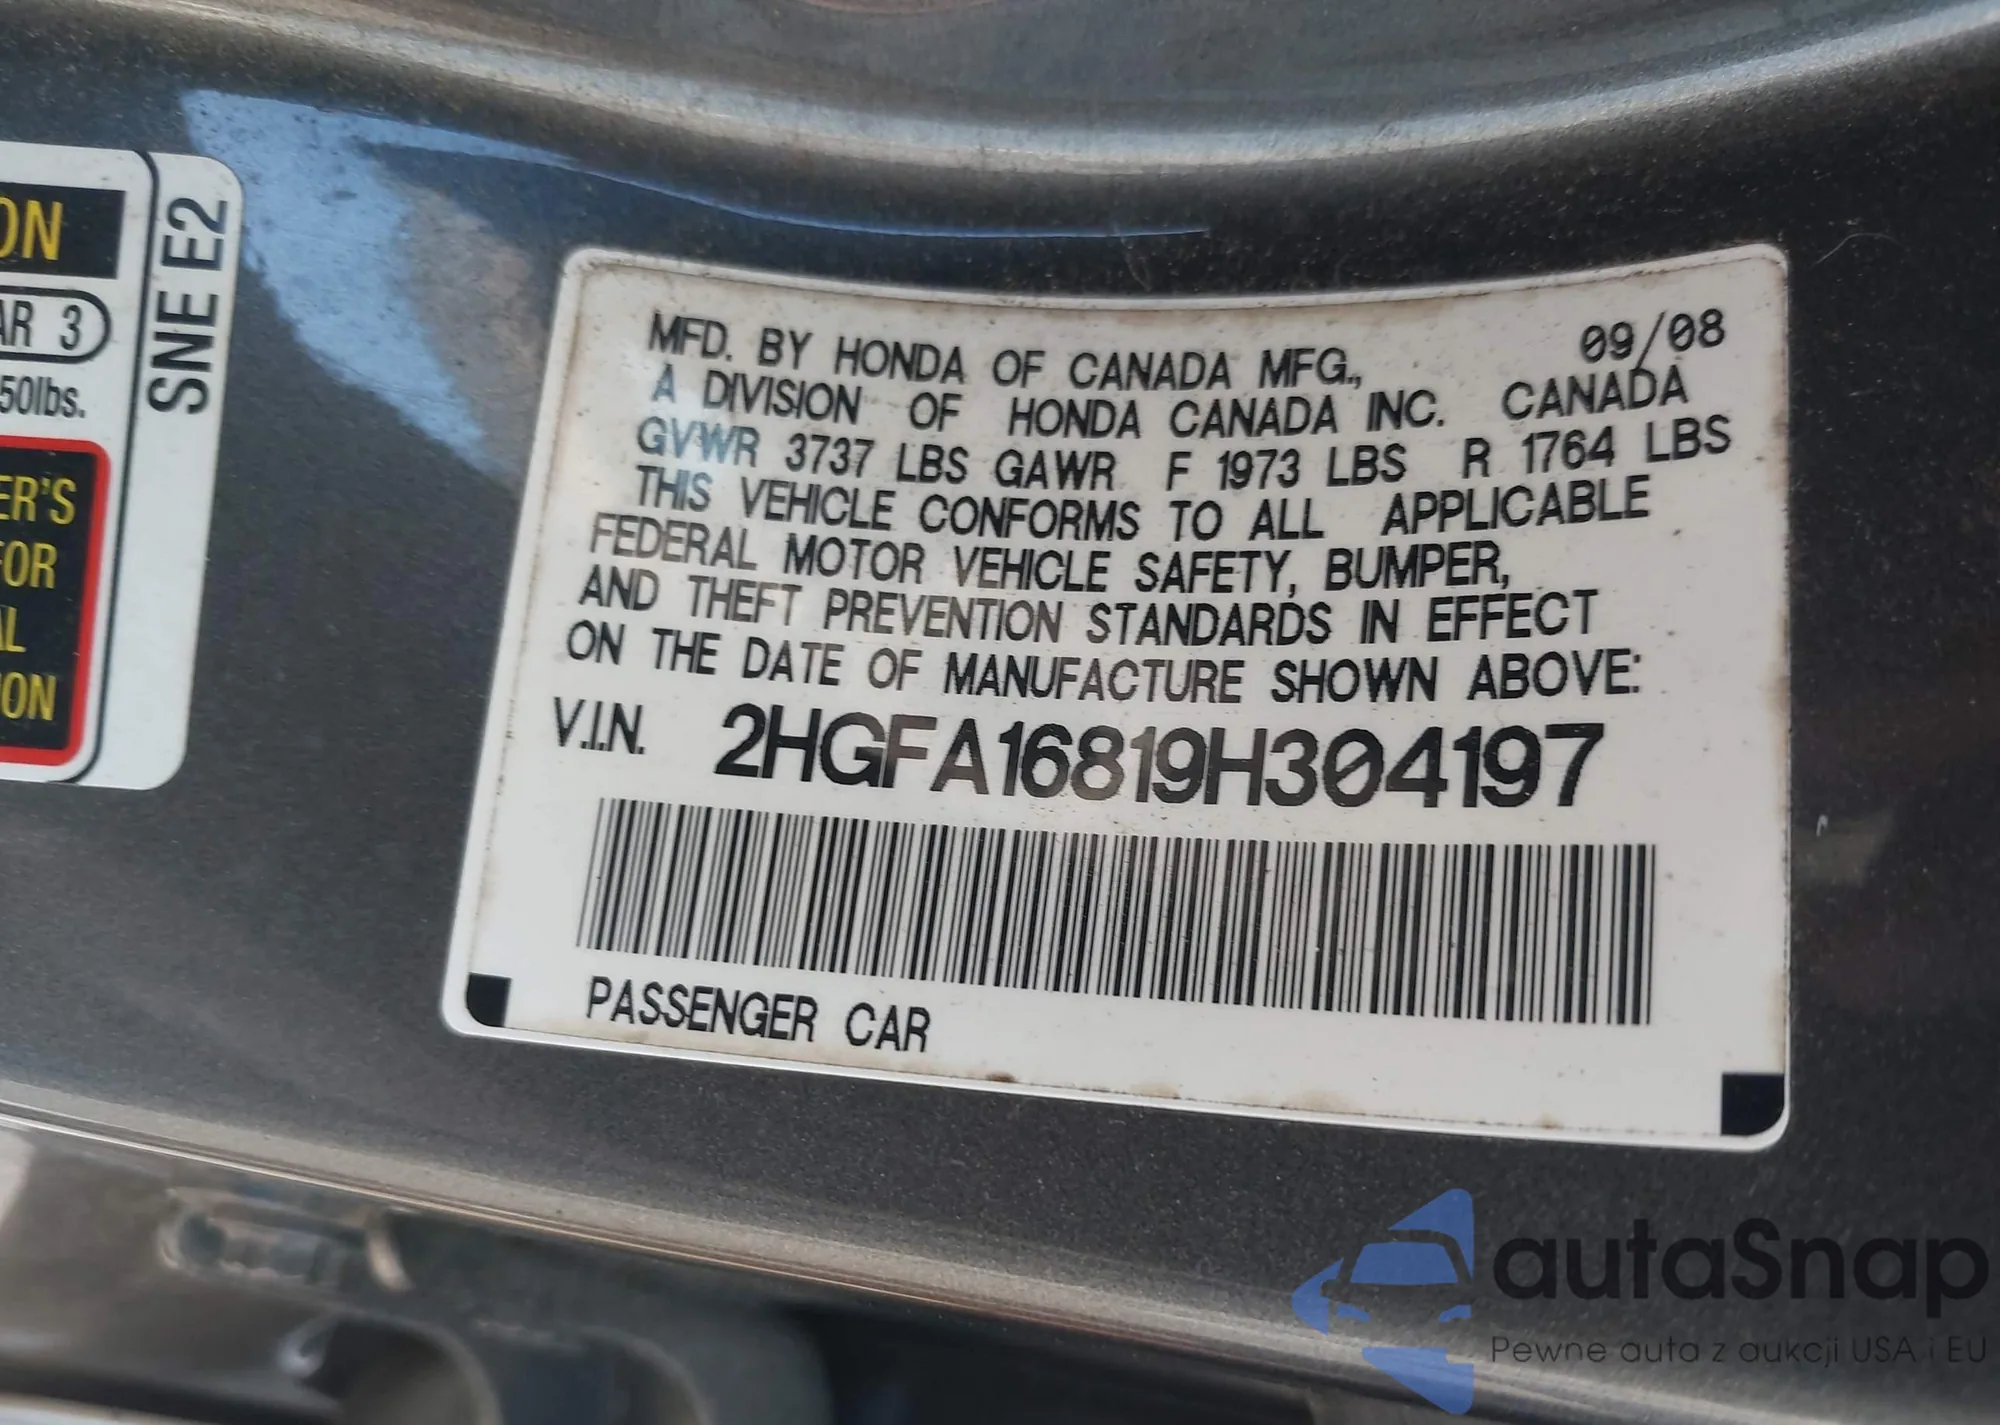 ON
AR 3
50lbs.
ER'S
FOR
AL
ION
SNE E2
MFD. BY HONDA OF CANADA MFG., 09/08
A DIVISION OF HONDA CANADA INC. CANADA
GVWR 3737 LBS GAWR F 1973 LBS R 1764 LBS
THIS VEHICLE CONFORMS TO ALL APPLICABLE
FEDERAL MOTOR VEHICLE SAFETY, BUMPER,
AND THEFT PREVENTION STANDARDS IN EFFECT
ON THE DATE OF MANUFACTURE SHOWN ABOVE:
V.I.N. 2HGFA16819H304197
PASSENGER CAR
autaSnap
Pewne auta z aukcji USA i EU